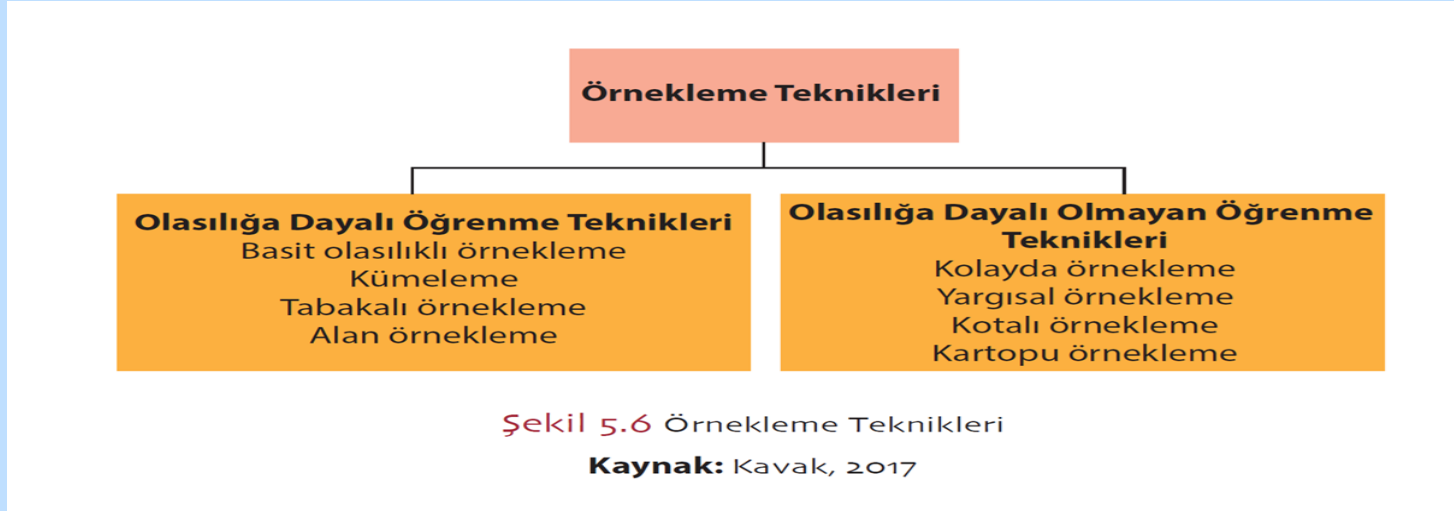 Örnekleme Teknikleri
Olasılığa Dayalı Öğrenme Teknikleri
Basit olasılıklı örnekleme
Kümeleme
Tabakalı örnekleme
Alan örnekleme
Olasılığa Dayalı Olmayan Öğrenme
Teknikleri
Kolayda örnekleme
Yargısal örnekleme
Kotalı örnekleme
Kartopu örnekleme
Şekil 5.6 Örnekleme Teknikleri
Kaynak: Kavak, 2017